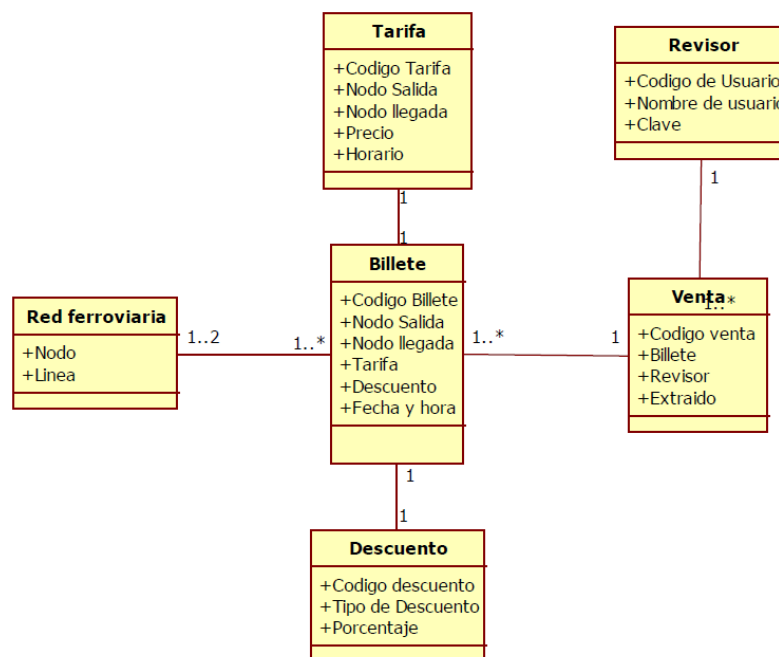 Tarifa
+Codigo Tarifa
+Nodo Salida
+Nodo llegada
+Precio
+Horario
1
1
Revisor
+Codigo de Usuario
+Nombre de usuario
+Clave
1
1..*
Billete
+Codigo Billete
+Nodo Salida
+Nodo llegada
+Tarifa
+Descuento
+Fecha y hora
Red ferroviaria
+Nodo
+Linea
1..2
1..*
1..*
1
Venta
+Codigo venta
+Billete
+Revisor
+Extraido
1
1
Descuento
+Codigo descuento
+Tipo de Descuento
+Porcentaje